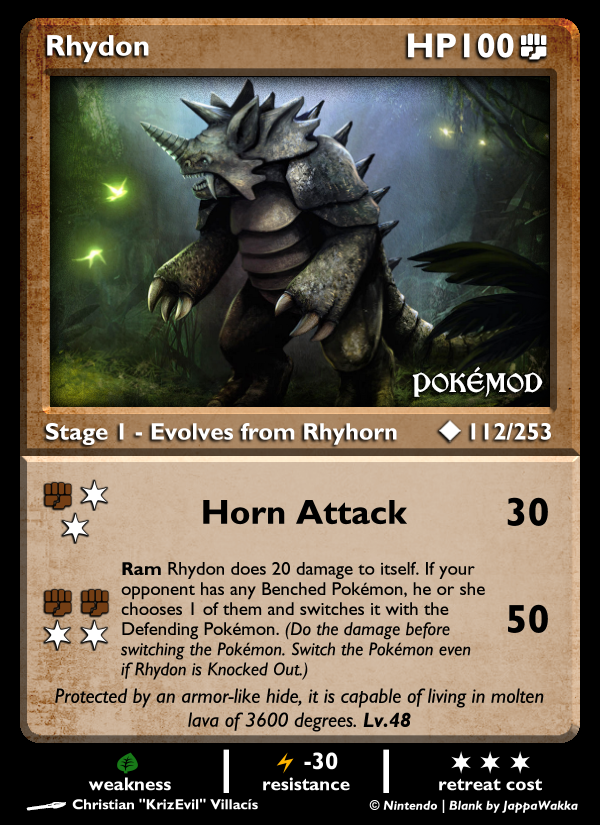 Rhydon HP100
POKÉMOD
Stage 1 - Evolves from Rhyhorn 112/253
Horn Attack 30
Ram Rhydon does 20 damage to itself. If your
opponent has any Benched Pokémon, he or she
chooses 1 of them and switches it with the
Defending Pokémon. (Do the damage before
switching the Pokémon. Switch the Pokémon even
if Rhydon is Knocked Out.)
50
Protected by an armor-like hide, it is capable of living in molten
lava of 3600 degrees. Lv.48
-30
weakness resistance retreat cost
Christian "KrizEvil" Villacís © Nintendo | Blank by JappaWakka